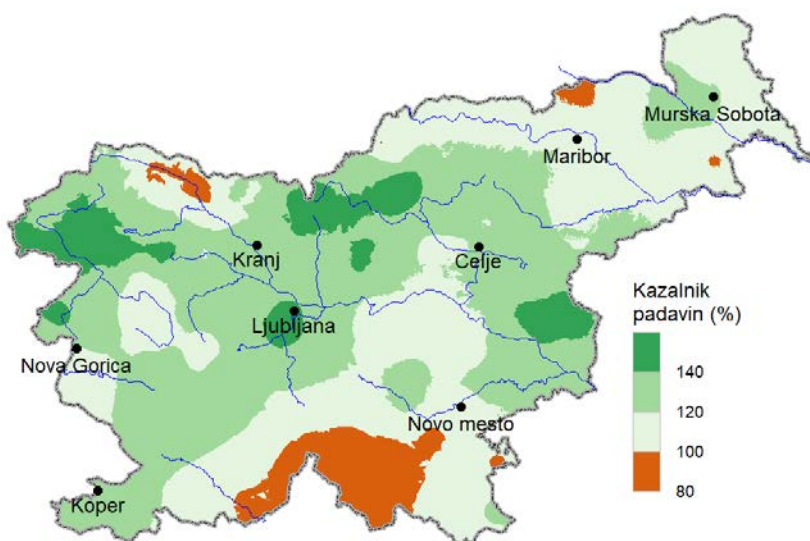 Murska Sobota
Maribor
Kranj
Celje
Ljubljana
Nova Gorica
Novo mesto
Koper
Kazalnik
padavin (%)
140
120
100
80